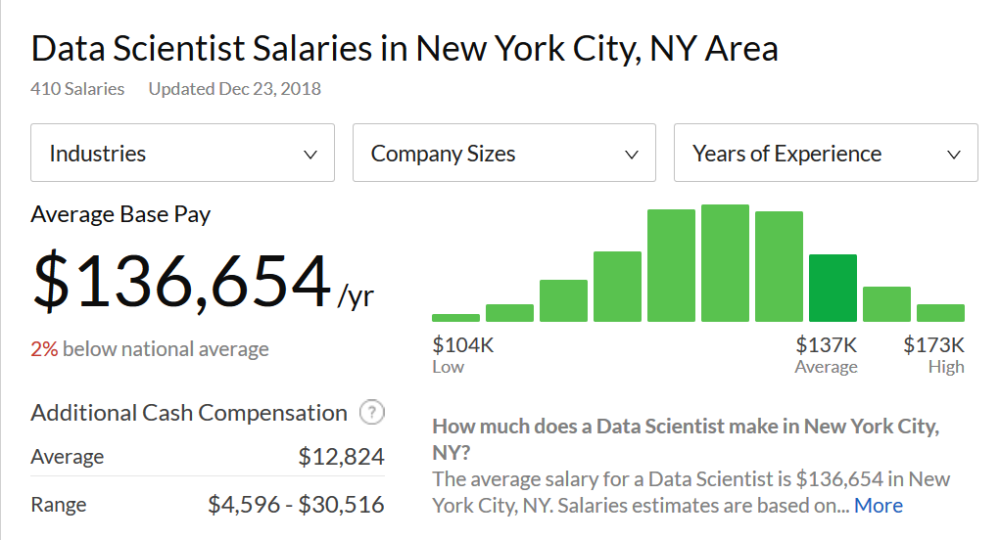 Data Scientist Salaries in New York City, NY Area
410 Salaries Updated Dec 23, 2018
Industries
Company Sizes
Years of Experience
Average Base Pay
$136,654 /yr
2% below national average
Additional Cash Compensation ?
Average $12,824
Range $4,596 - $30,516
$104K $137K $173K
Low Average High
How much does a Data Scientist make in New York City,
NY?
The average salary for a Data Scientist is $136,654 in New
York City, NY. Salaries estimates are based on... More